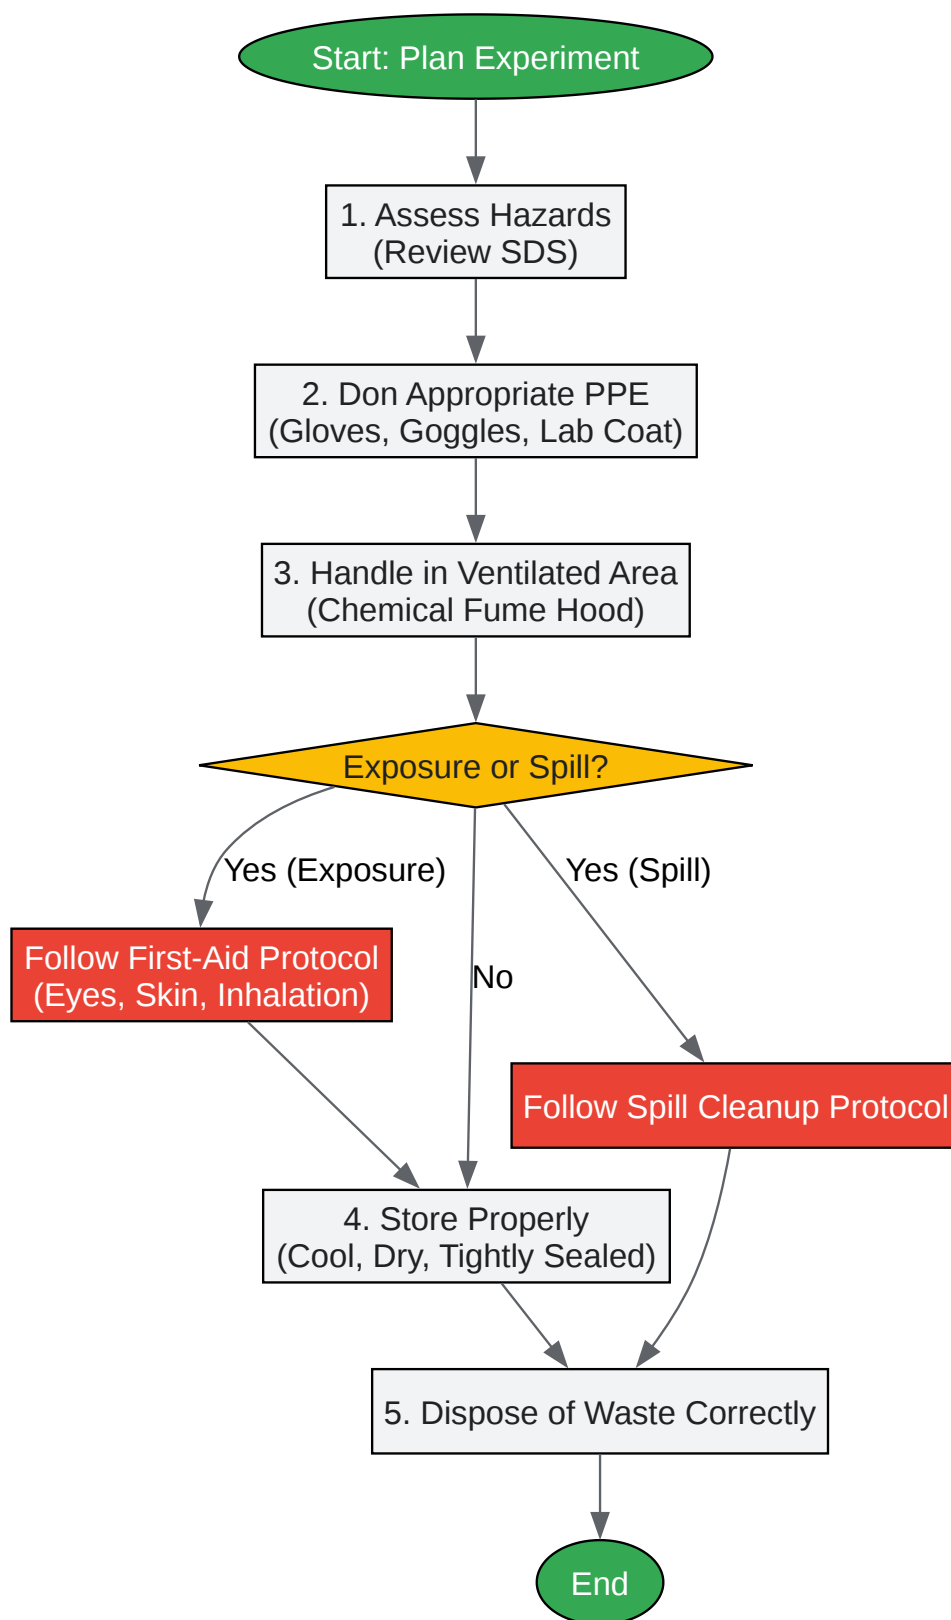 Start: Plan Experiment
1. Assess Hazards
(Review SDS)
2. Don Appropriate PPE
(Gloves, Goggles, Lab Coat)
3. Handle in Ventilated Area
(Chemical Fume Hood)
Exposure or Spill?
Yes (Exposure)
Yes (Spill)
Follow First-Aid Protocol
(Eyes, Skin, Inhalation)
No
Follow Spill Cleanup Protocol
4. Store Properly
(Cool, Dry, Tightly Sealed)
5. Dispose of Waste Correctly
End